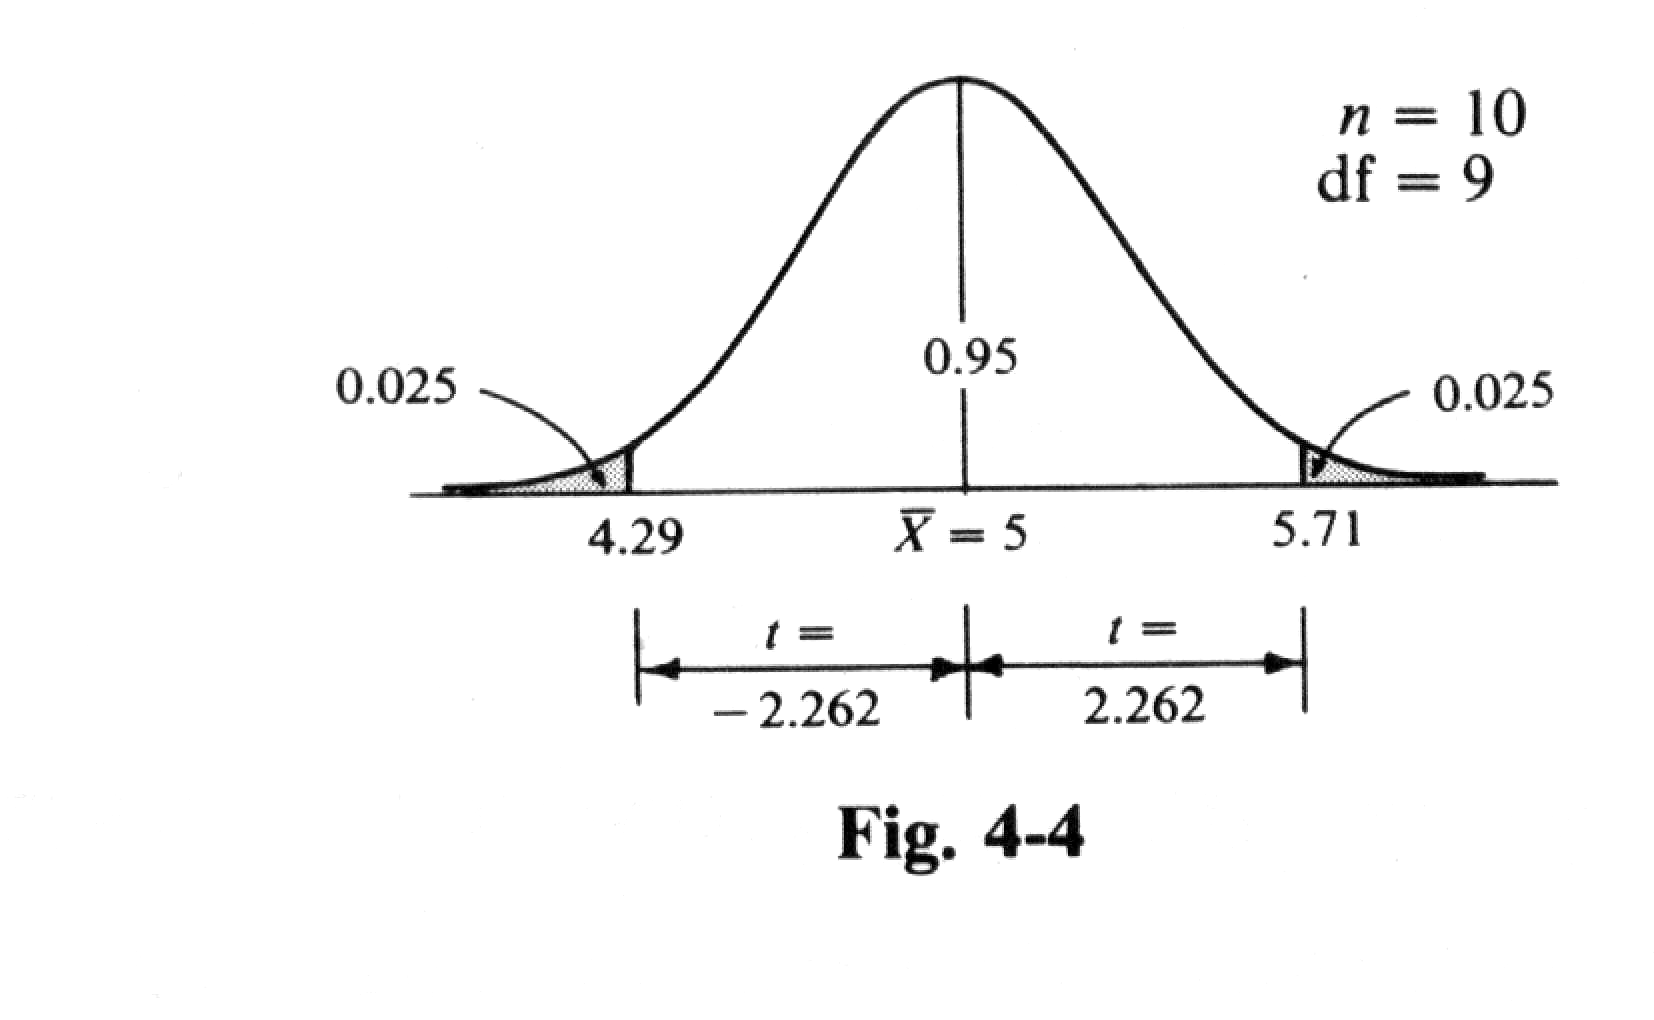 n = 10
df = 9
0.95
0.025
0.025
4.29
X̅ = 5
5.71
t =
−2.262
t =
2.262
Fig. 4-4